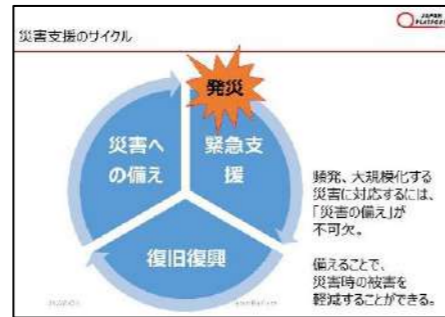 JAPAN
PLATFORM
災害支援のサイクル
発災
災害へ
の備え
緊急支
援
復旧復興
頻発、大規模化する
災害に対応するには、
「災害の備え」が
不可欠。
備えることで、
災害時の被害を
軽減することができる。